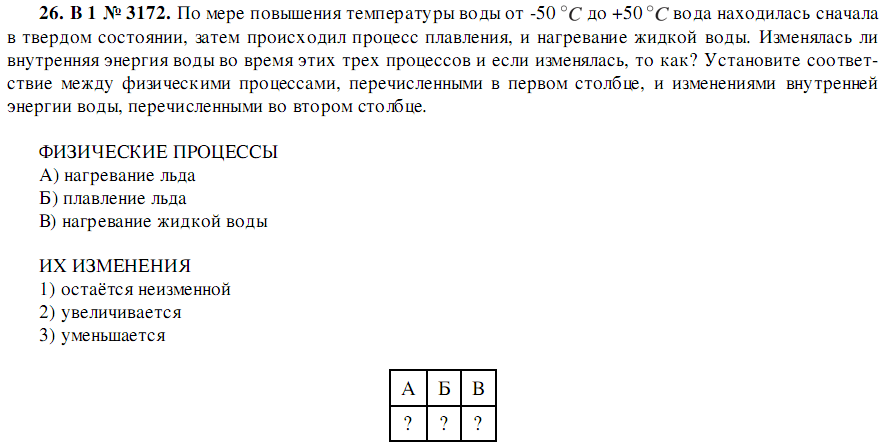 26. В 1 № 3172. По мере повышения температуры воды от -50 °C до +50 °C вода находилась сначала
в твердом состоянии, затем происходил процесс плавления, и нагревание жидкой воды. Изменялась ли
внутренняя энергия воды во время этих трех процессов и если изменялась, то как? Установите соответ-
ствие между физическими процессами, перечисленными в первом столбце, и изменениями внутренней
энергии воды, перечисленными во втором столбце.
ФИЗИЧЕСКИЕ ПРОЦЕССЫ
А) нагревание льда
Б) плавление льда
В) нагревание жидкой воды
ИХ ИЗМЕНЕНИЯ
1) остаётся неизменной
2) увеличивается
3) уменьшается
А Б В
? ? ?